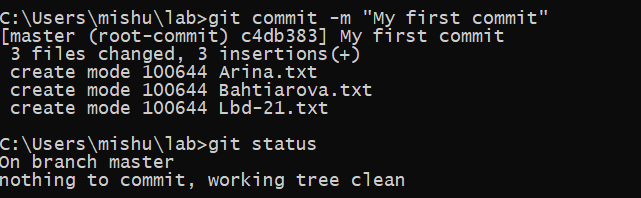 C:\Users\mishu\lab>git commit -m "My first commit"
[master (root-commit) c4db383] My first commit
 3 files changed, 3 insertions(+)
 create mode 100644 Arina.txt
 create mode 100644 Bahtiarova.txt
 create mode 100644 Lbd-21.txt

C:\Users\mishu\lab>git status
On branch master
nothing to commit, working tree clean